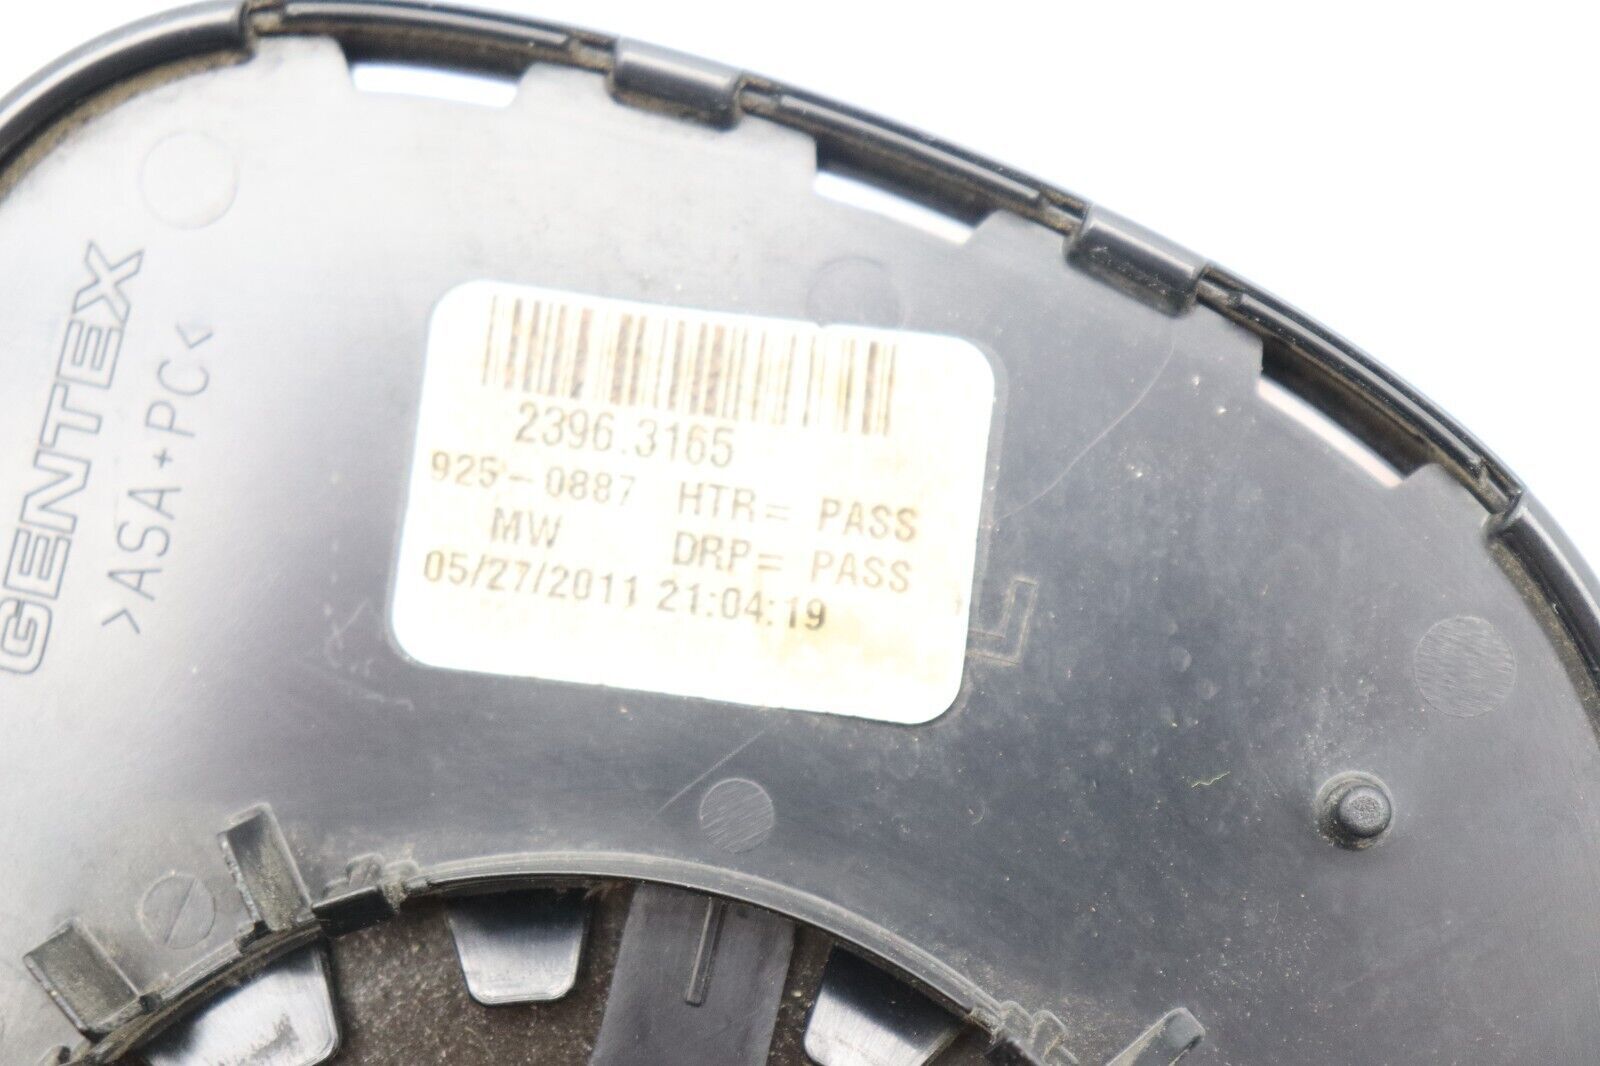 GENTEX
>ASA+PC<
2396.3165
925-0887 HTR= PASS
MW DRP= PASS
05/27/2011 21:04:19
L